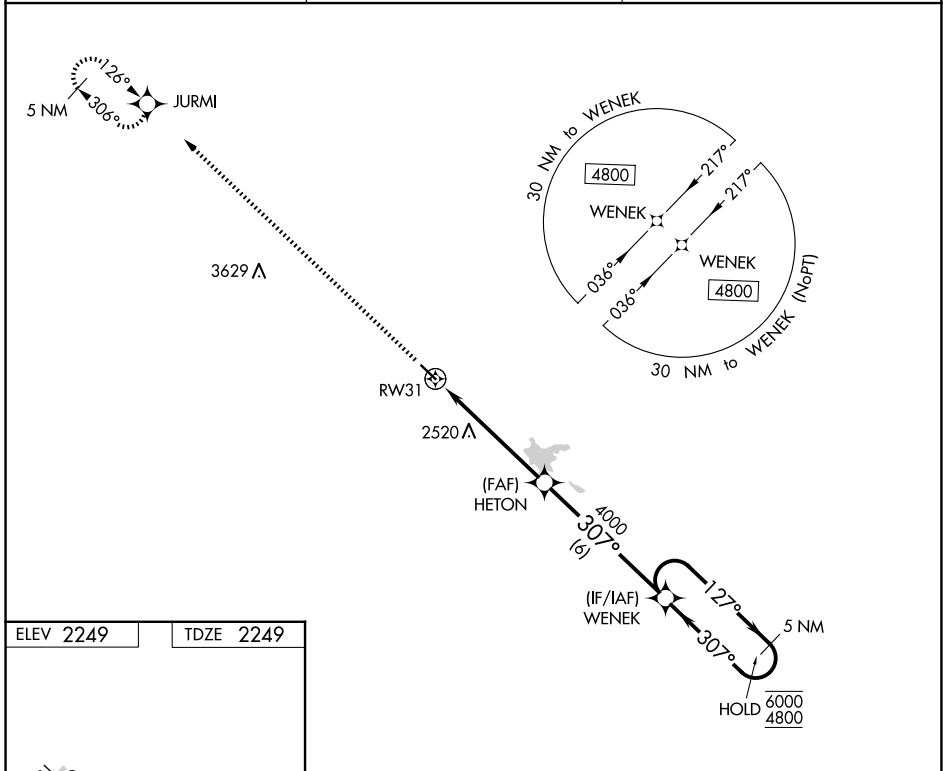 126°
306°
5 NM
JURMI
30 NM to WENEK
4800
217°
217°
WENEK
WENEK
4800
036°
036°
30 NM to WENEK (NoPT)
3629
RW31
2520
(FAF)
HETON
4000
307°
(6)
(IF/IAF)
WENEK
127°
307°
5 NM
HOLD 6000
4800
ELEV 2249
TDZE 2249